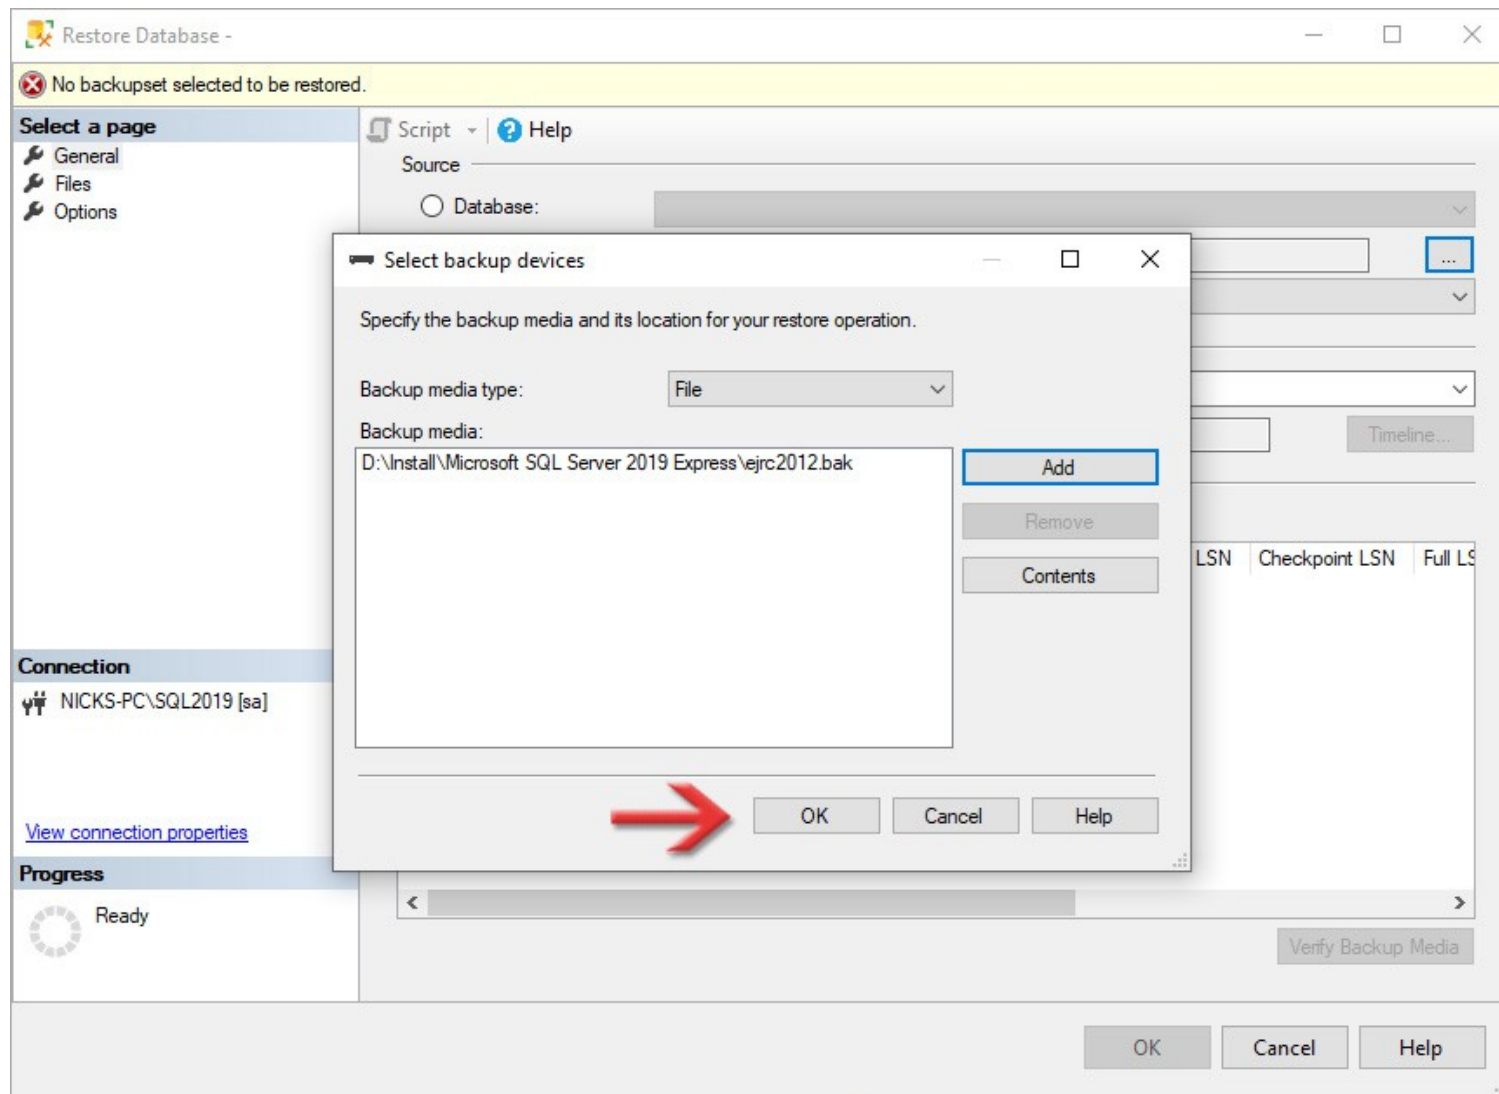 Restore Database -
No backupset selected to be restored.
Select a page
General
Files
Options
Script
Help
Source
Database:
...
Select backup devices
Specify the backup media and its location for your restore operation.
Backup media type:
File
Backup media:
D:\Install\Microsoft SQL Server 2019 Express\ejrc2012.bak
Add
Remove
Contents
OK
Cancel
Help
Timeline...
LSN
Checkpoint LSN
Full LS
Connection
NICKS-PC\SQL2019 [sa]
View connection properties
Progress
Ready
Verify Backup Media
OK
Cancel
Help